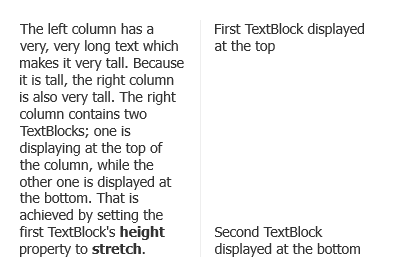 The left column has a
very, very long text which
makes it very tall. Because
it is tall, the right column
is also very tall. The right
column contains two
TextBlocks; one is
displaying at the top of
the column, while the
other one is displayed at
the bottom. That is
achieved by setting the
first TextBlock's height
property to stretch.
First TextBlock displayed
at the top
Second TextBlock
displayed at the bottom